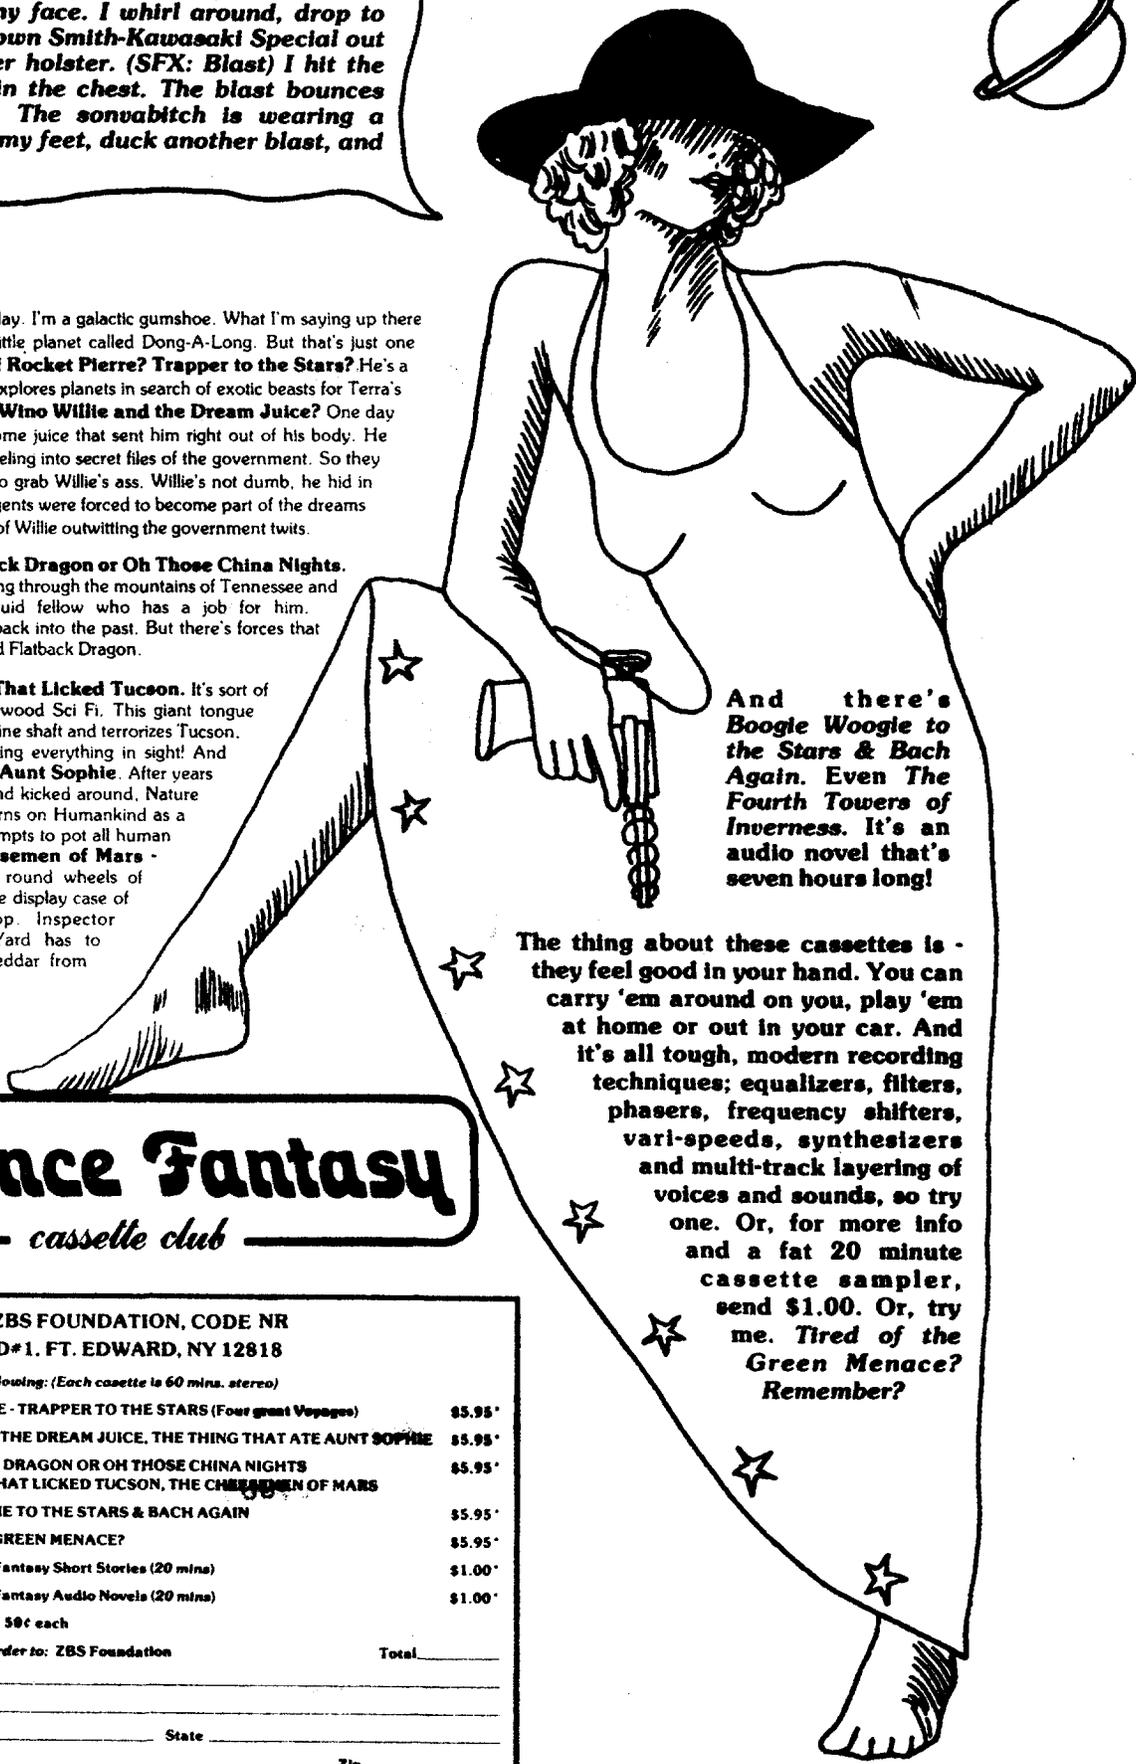 ny face. I whirl around, drop to
own Smith-Kawasaki Special out
er holster. (SFX: Blast) I hit the
in the chest. The blast bounces
The sonvabitch is wearing a
my feet, duck another blast, and
lay. I'm a galactic gumshoe. What I'm saying up there
ittle planet called Dong-A-Long. But that's just one
Rocket Pierre? Trapper to the Stars? He's a
xplores planets in search of exotic beasts for Terra's
Wino Willie and the Dream Juice? One day
ome juice that sent him right out of his body. He
eling into secret files of the government. So they
o grab Willie's ass. Willie's not dumb, he hid in
gents were forced to become part of the dreams
of Willie outwitting the government twits.
ck Dragon or Oh Those China Nights.
ng through the mountains of Tennessee and
uid fellow who has a job for him.
back into the past. But there's forces that
d Flatback Dragon.
That Licked Tucson. It's sort of
wood Sci Fi. This giant tongue
ine shaft and terrorizes Tucson.
ing everything in sight! And
Aunt Sophie. After years
nd kicked around, Nature
rns on Humankind as a
mpts to pot all human
semen of Mars -
round wheels of
e display case of
op. Inspector
Yard has to
eddar from
And there's
Boogie Woogie to
the Stars & Bach
Again. Even The
Fourth Towers of
Inverness. It's an
audio novel that's
seven hours long!
The thing about these cassettes is -
they feel good in your hand. You can
carry 'em around on you, play 'em
at home or out in your car. And
it's all tough, modern recording
techniques; equalizers, filters,
phasers, frequency shifters,
vari-speeds, synthesizers
and multi-track layering of
voices and sounds, so try
one. Or, for more info
and a fat 20 minute
cassette sampler,
send $1.00. Or, try
me. Tired of the
Green Menace?
Remember?
nce Fantasy
cassette club
ZBS FOUNDATION, CODE NR
D#1, FT. EDWARD, NY 12818
lowing: (Each casette is 60 mins. stereo)
E - TRAPPER TO THE STARS (Four great Voyages) $5.95*
THE DREAM JUICE, THE THING THAT ATE AUNT SOPHIE $5.95*
DRAGON OR OH THOSE CHINA NIGHTS $5.95*
HAT LICKED TUCSON, THE CHEESEMEN OF MARS
IE TO THE STARS & BACH AGAIN $5.95*
GREEN MENACE? $5.95*
Fantasy Short Stories (20 mins) $1.00*
Fantasy Audio Novels (20 mins) $1.00*
50¢ each
rder to: ZBS Foundation Total
State
Zip